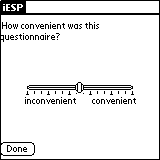 iESP
How convenient was this
questionnaire?
inconvenient convenient
Done